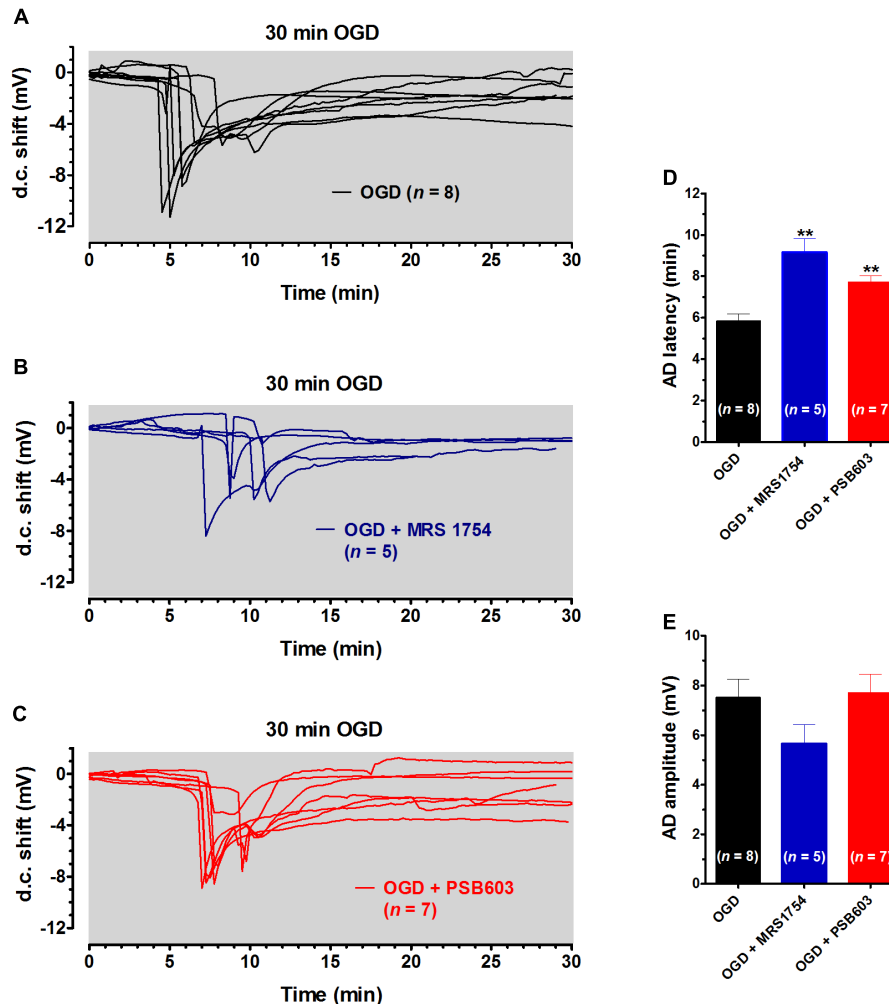 A
30 min OGD
0
-4
-8
-12
d.c. shift (mV)
OGD (n = 8)
0 5 10 15 20 25 30
Time (min)
B
30 min OGD
0
-4
-8
-12
d.c. shift (mV)
OGD + MRS 1754
(n = 5)
0 5 10 15 20 25 30
Time (min)
C
30 min OGD
0
-4
-8
-12
d.c. shift (mV)
OGD + PSB603
(n = 7)
0 5 10 15 20 25 30
Time (min)
D
12
10
8
6
4
2
0
AD latency (min)
** **
(n = 8) (n = 5) (n = 7
OGD
OGD + MRS1754
OGD + PSB603
E
10
8
6
4
2
0
AD amplitude (mV)
(n = 8) (n = 5) (n = 7)
OGD
OGD + MRS1754
OGD + PSB603